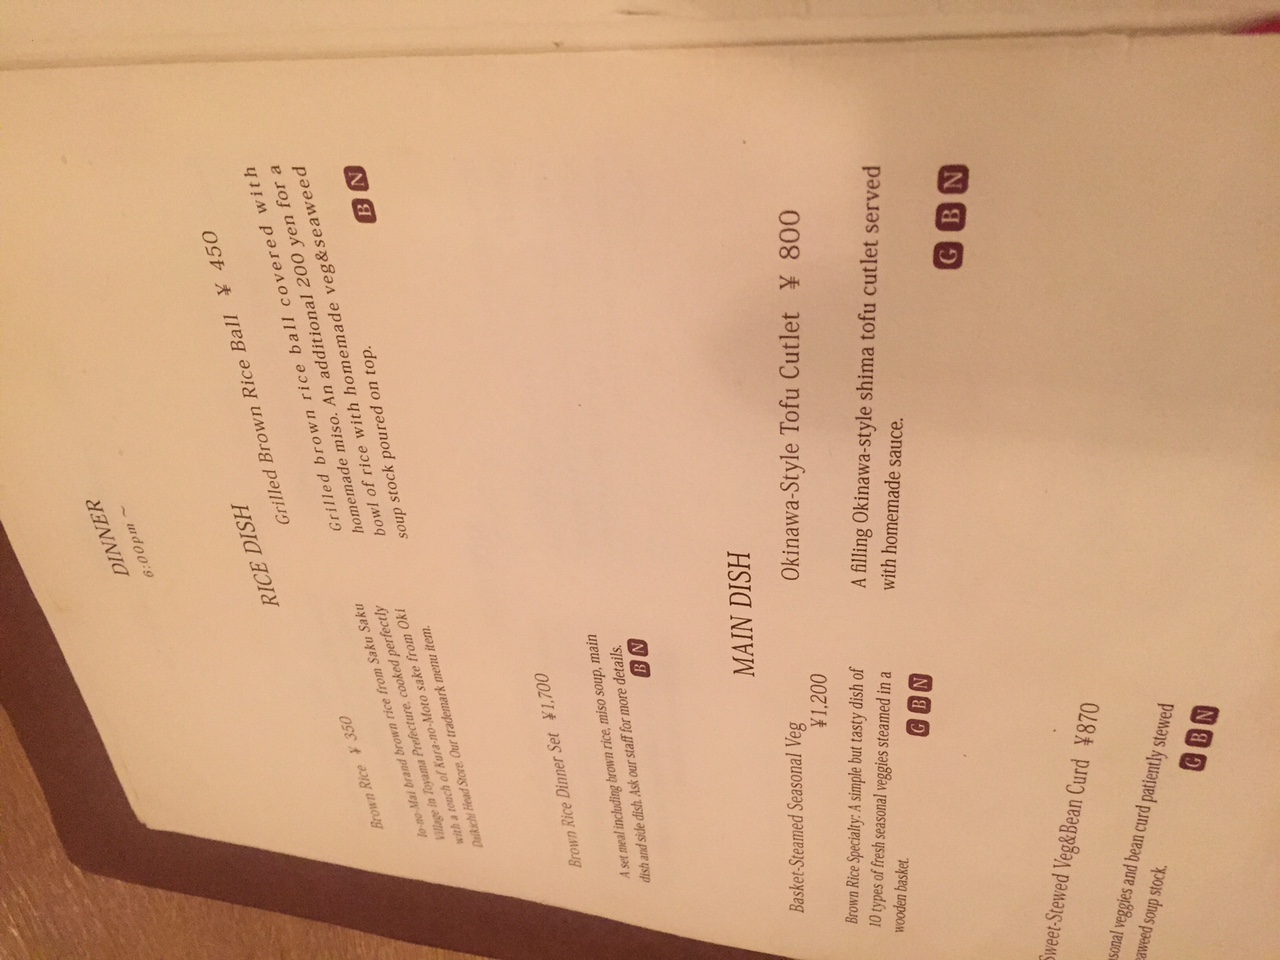 DINNER
6:00pm ~
RICE DISH
Brown Rice ¥ 350
Io-no-Mai brand brown rice from Saku Saku
Village in Toyama Prefecture, cooked perfectly
with a touch of Kura-no-Moto sake from Oki
Daikichi Head Store. Our trademark menu item.
Grilled Brown Rice Ball ¥ 450
Grilled brown rice ball covered with
homemade miso. An additional 200 yen for a
bowl of rice with homemade veg&seaweed
soup stock poured on top.
B N
Brown Rice Dinner Set ¥1,700
A set meal including brown rice, miso soup, main
dish and side dish. Ask our staff for more details.
B N
MAIN DISH
Basket-Steamed Seasonal Veg
¥1,200
Brown Rice Specialty: A simple but tasty dish of
10 types of fresh seasonal veggies steamed in a
wooden basket.
G B N
Okinawa-Style Tofu Cutlet ¥ 800
A filling Okinawa-style shima tofu cutlet served
with homemade sauce.
G B N
Sweet-Stewed Veg&Bean Curd ¥870
sonal veggies and bean curd patiently stewed
eaweed soup stock.
G B N